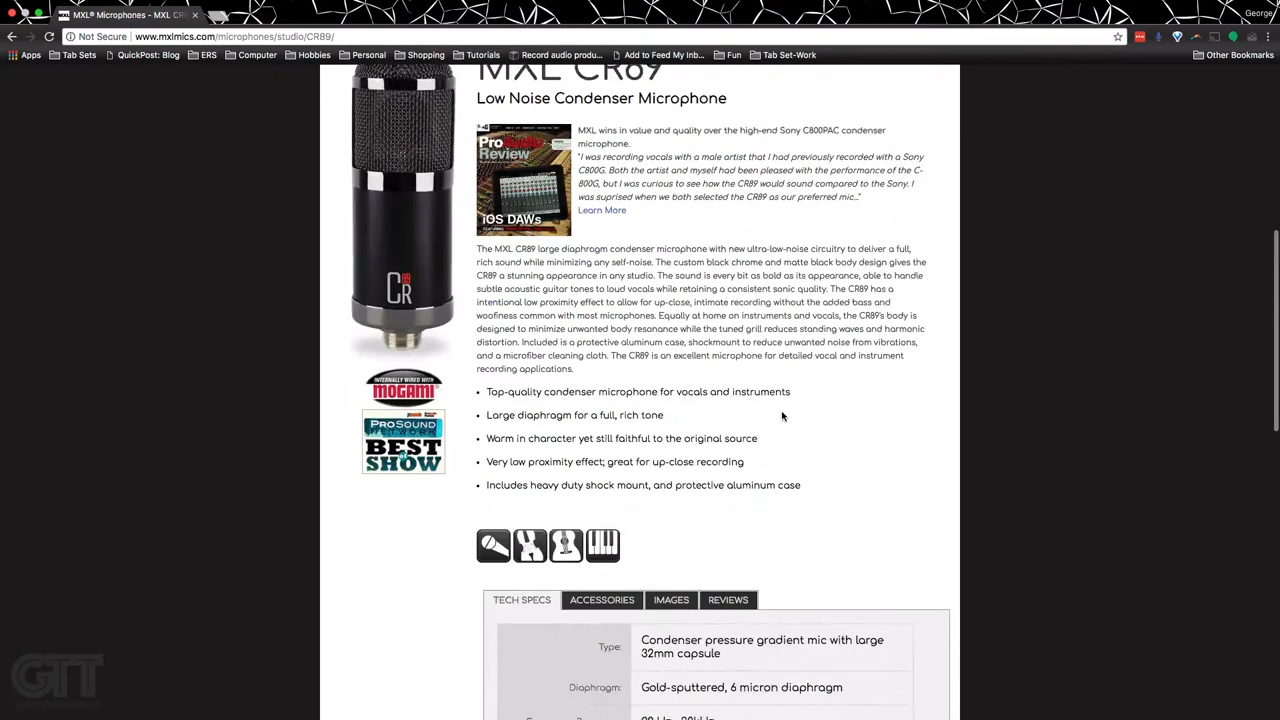 MXL® Microphones - MXL CR
George
Not Secure | www.mxlmics.com/microphones/studio/CR89/
Apps
Tab Sets
QuickPost: Blog
ERS
Computer
Hobbies
Personal
Shopping
Tutorials
Record audio produ...
Add to Feed My Inb...
Fun
Tab Set-Work
Other Bookmarks
MXL CR89
Low Noise Condenser Microphone
ProAudio
Review
iOS DAWs
MXL wins in value and quality over the high-end Sony C800PAC condenser
microphone.
"I was recording vocals with a male artist that I had previously recorded with a Sony
C800G. Both the artist and myself had been pleased with the performance of the C-
800G, but I was curious to see how the CR89 would sound compared to the Sony. I
was suprised when we both selected the CR89 as our preferred mic..."
Learn More
The MXL CR89 large diaphragm condenser microphone with new ultra-low-noise circuitry to deliver a full,
rich sound while minimizing any self-noise. The custom black chrome and matte black body design gives the
CR89 a stunning appearance in any studio. The sound is every bit as bold as its appearance, able to handle
subtle acoustic guitar tones to loud vocals while retaining a consistent sonic quality. The CR89 has a
intentional low proximity effect to allow for up-close, intimate recording without the added bass and
woofiness common with most microphones. Equally at home on instruments and vocals, the CR89's body is
designed to minimize unwanted body resonance while the tuned grill reduces standing waves and harmonic
distortion. Included is a protective aluminum case, shockmount to reduce unwanted noise from vibrations,
and a microfiber cleaning cloth. The CR89 is an excellent microphone for detailed vocal and instrument
recording applications.
CR 89
INTERNALLY WIRED WITH
MOGAMI
PROSOUND
NETWORK
BEST
OF
SHOW
• Top-quality condenser microphone for vocals and instruments
• Large diaphragm for a full, rich tone
• Warm in character yet still faithful to the original source
• Very low proximity effect; great for up-close recording
• Includes heavy duty shock mount, and protective aluminum case
TECH SPECS
ACCESSORIES
IMAGES
REVIEWS
Type:
Condenser pressure gradient mic with large
32mm capsule
Diaphragm:
Gold-sputtered, 6 micron diaphragm
GTT